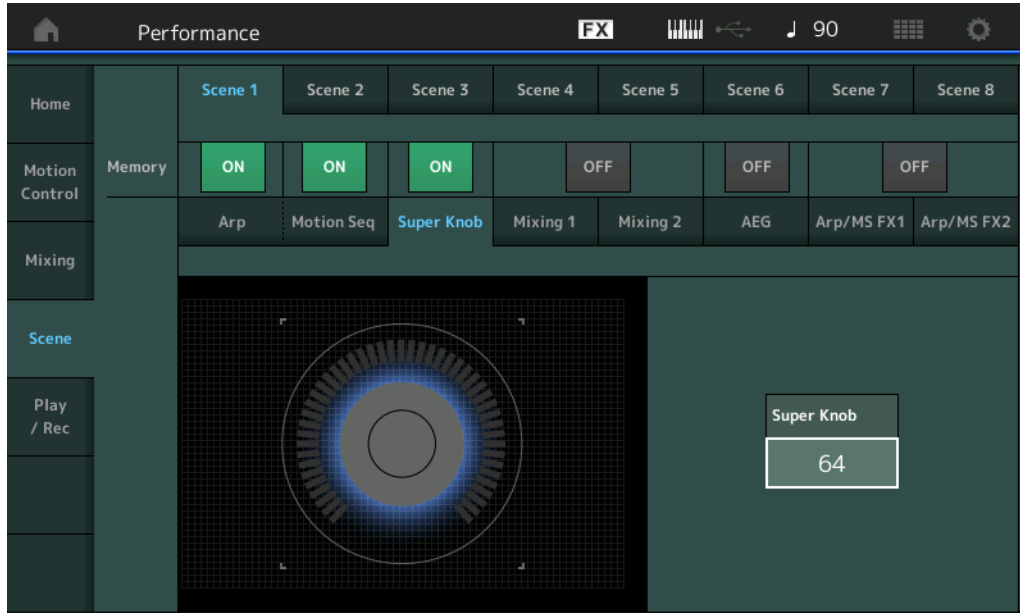 Performance
FX
90
Home
Motion
Control
Mixing
Scene
Play
/ Rec
Scene 1
Scene 2
Scene 3
Scene 4
Scene 5
Scene 6
Scene 7
Scene 8
Memory
ON
ON
ON
OFF
OFF
OFF
Arp
Motion Seq
Super Knob
Mixing 1
Mixing 2
AEG
Arp/MS FX1
Arp/MS FX2
Super Knob
64